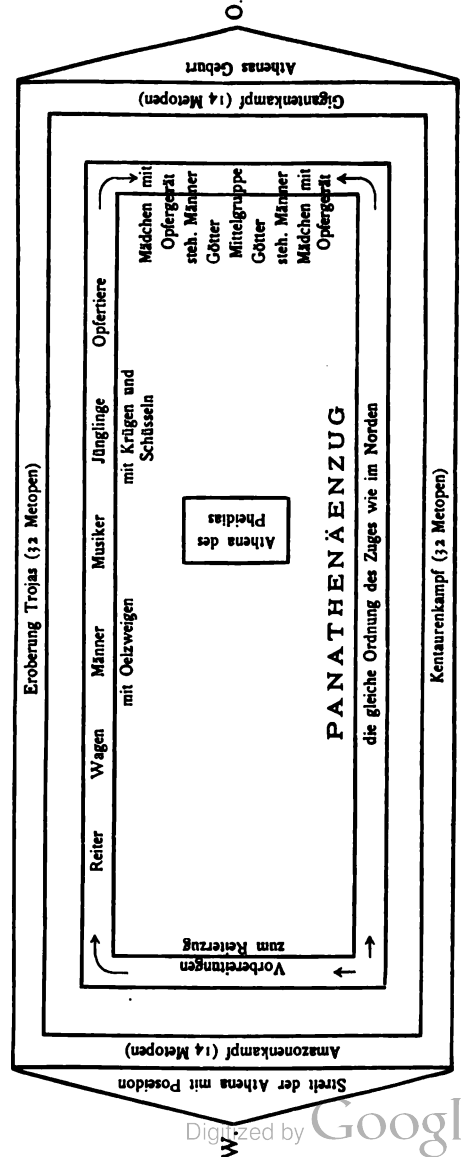 W.
O.
Streit der Athena mit Poseidon
Amazonenkampf (14 Metopen)
Eroberung Trojas (32 Metopen)
Gigantenkampf (14 Metopen)
Athenas Geburt
Vorbereitungen
zum Reiterzug
Reiter Wagen Männer Musiker Jünglinge Opfertiere
mit Oelzweigen
mit Krügen und
Schüsseln
Mädchen mit
Opfergerät
steh. Männer
Götter
Mittelgruppe
Götter
steh. Männer
Mädchen mit
Opfergerät
Athena des
Pheidias
PANATHENÄENZUG
die gleiche Ordnung des Zuges wie im Norden
Kentaurenkampf (32 Metopen)
Digitized by Googl